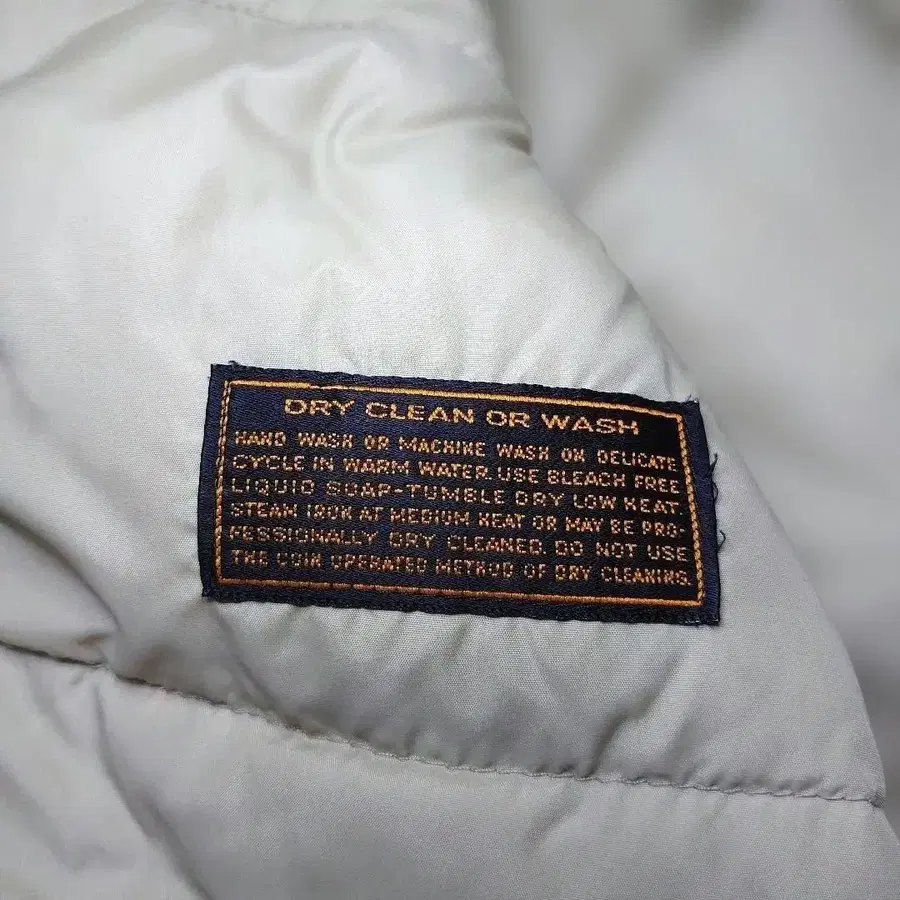 DRY CLEAN OR WASH
HAND WASH OR MACHINE WASH ON DELICATE
CYCLE IN WARM WATER USE BLEACH FREE
LIQUID SOAP-TUMBLE DRY LOW HEAT
STEAM IRON AT MEDIUM HEAT OR MAY BE PRO
FESSIONALLY DRY CLEANED. DO NOT USE
THE COIN OPERATED METHOD OF DRY CLEANING.